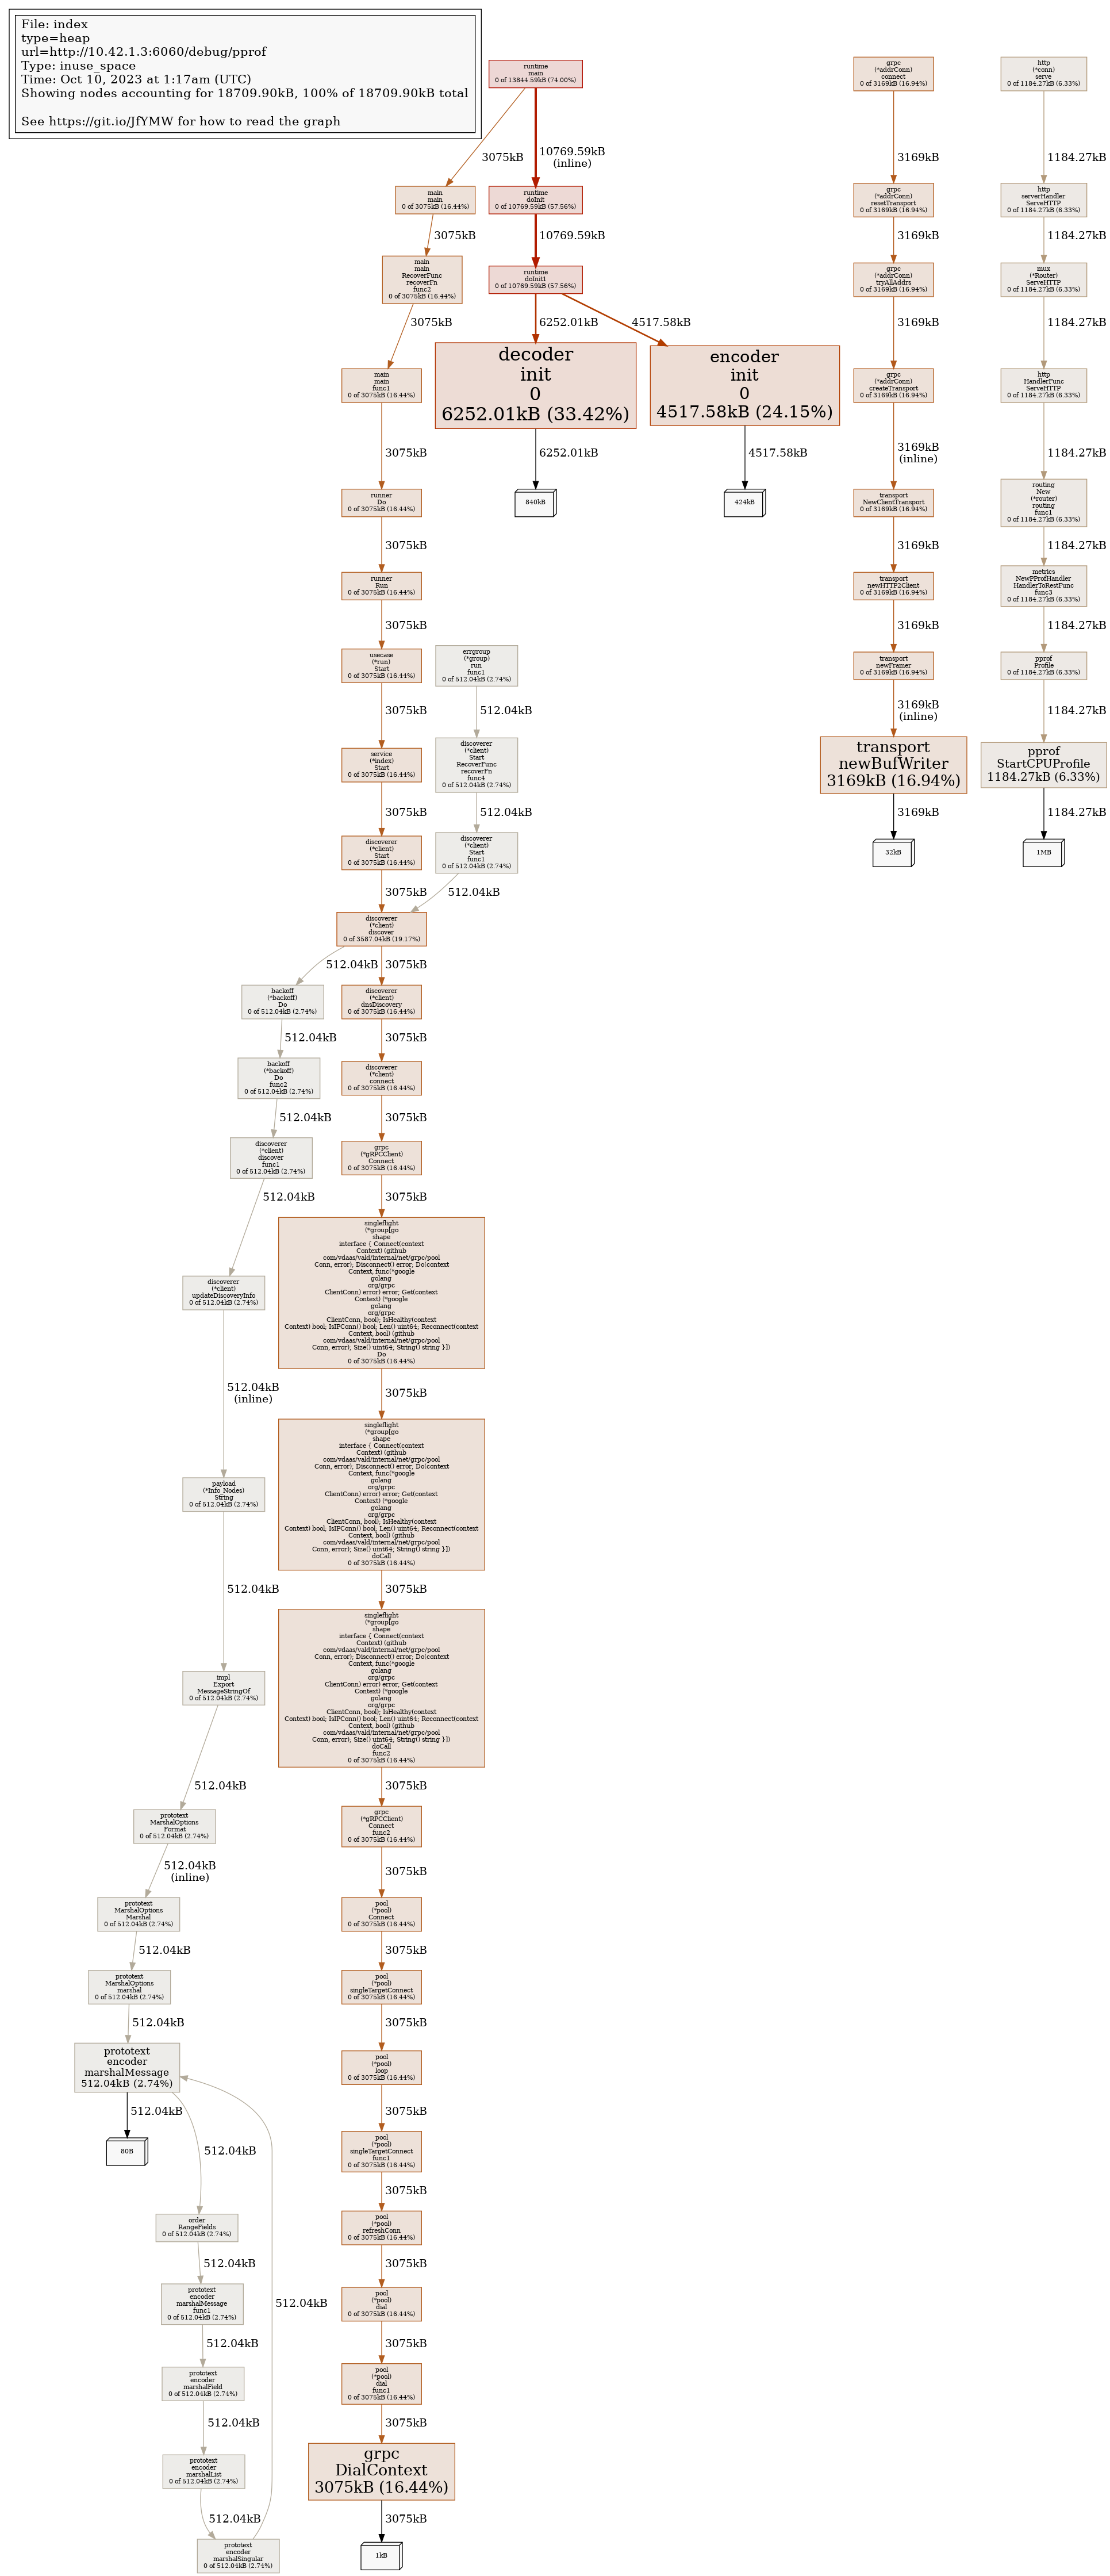 File: index
type=heap
url=http://10.42.1.3:6060/debug/pprof
Type: inuse_space
Time: Oct 10, 2023 at 1:17am (UTC)
Showing nodes accounting for 18709.90kB, 100% of 18709.90kB total
See https://git.io/JfYMW for how to read the graph
runtime
main
0 of 13844.59kB (74.00%)
3075kB
10769.59kB
(inline)
main
main
0 of 3075kB (16.44%)
runtime
doInit
0 of 10769.59kB (57.56%)
3075kB
10769.59kB
main
main
RecoverFunc
recoverFn
func2
0 of 3075kB (16.44%)
runtime
doInit1
0 of 10769.59kB (57.56%)
3075kB
6252.01kB
4517.58kB
main
main
func1
0 of 3075kB (16.44%)
decoder
init
0
6252.01kB (33.42%)
encoder
init
0
4517.58kB (24.15%)
3075kB
6252.01kB
4517.58kB
runner
Do
0 of 3075kB (16.44%)
840kB
424kB
3075kB
runner
Run
0 of 3075kB (16.44%)
3075kB
usecase
(*run)
Start
0 of 3075kB (16.44%)
errgroup
(*group)
run
func1
0 of 512.04kB (2.74%)
3075kB
512.04kB
service
(*index)
Start
0 of 3075kB (16.44%)
discoverer
(*client)
Start
RecoverFunc
recoverFn
func4
0 of 512.04kB (2.74%)
3075kB
512.04kB
discoverer
(*client)
Start
0 of 3075kB (16.44%)
discoverer
(*client)
Start
func1
0 of 512.04kB (2.74%)
3075kB
512.04kB
discoverer
(*client)
discover
0 of 3587.04kB (19.17%)
512.04kB
3075kB
backoff
(*backoff)
Do
0 of 512.04kB (2.74%)
discoverer
(*client)
dnsDiscovery
0 of 3075kB (16.44%)
512.04kB
3075kB
backoff
(*backoff)
Do
func2
0 of 512.04kB (2.74%)
discoverer
(*client)
connect
0 of 3075kB (16.44%)
512.04kB
3075kB
discoverer
(*client)
discover
func1
0 of 512.04kB (2.74%)
grpc
(*gRPCClient)
Connect
0 of 3075kB (16.44%)
512.04kB
3075kB
discoverer
(*client)
updateDiscoveryInfo
0 of 512.04kB (2.74%)
singleflight
(*group[go
shape
interface { Connect(context
Context) (github
com/vdaas/vald/internal/net/grpc/pool
Conn, error); Disconnect() error; Do(context
Context, func(*google
golang
org/grpc
ClientConn) error) error; Get(context
Context) (*google
golang
org/grpc
ClientConn, bool); IsHealthy(context
Context) bool; IsIPConn() bool; Len() uint64; Reconnect(context
Context, bool) (github
com/vdaas/vald/internal/net/grpc/pool
Conn, error); Size() uint64; String() string }])
Do
0 of 3075kB (16.44%)
512.04kB
(inline)
3075kB
payload
(*Info_Nodes)
String
0 of 512.04kB (2.74%)
singleflight
(*group[go
shape
interface { Connect(context
Context) (github
com/vdaas/vald/internal/net/grpc/pool
Conn, error); Disconnect() error; Do(context
Context, func(*google
golang
org/grpc
ClientConn) error) error; Get(context
Context) (*google
golang
org/grpc
ClientConn, bool); IsHealthy(context
Context) bool; IsIPConn() bool; Len() uint64; Reconnect(context
Context, bool) (github
com/vdaas/vald/internal/net/grpc/pool
Conn, error); Size() uint64; String() string }])
doCall
0 of 3075kB (16.44%)
512.04kB
3075kB
impl
Export
MessageStringOf
0 of 512.04kB (2.74%)
singleflight
(*group[go
shape
interface { Connect(context
Context) (github
com/vdaas/vald/internal/net/grpc/pool
Conn, error); Disconnect() error; Do(context
Context, func(*google
golang
org/grpc
ClientConn) error) error; Get(context
Context) (*google
golang
org/grpc
ClientConn, bool); IsHealthy(context
Context) bool; IsIPConn() bool; Len() uint64; Reconnect(context
Context, bool) (github
com/vdaas/vald/internal/net/grpc/pool
Conn, error); Size() uint64; String() string }])
doCall
func2
0 of 3075kB (16.44%)
512.04kB
3075kB
prototext
MarshalOptions
Format
0 of 512.04kB (2.74%)
grpc
(*gRPCClient)
Connect
func2
0 of 3075kB (16.44%)
512.04kB
(inline)
3075kB
prototext
MarshalOptions
Marshal
0 of 512.04kB (2.74%)
pool
(*pool)
Connect
0 of 3075kB (16.44%)
512.04kB
3075kB
prototext
MarshalOptions
marshal
0 of 512.04kB (2.74%)
pool
(*pool)
singleTargetConnect
0 of 3075kB (16.44%)
512.04kB
3075kB
prototext
encoder
marshalMessage
512.04kB (2.74%)
pool
(*pool)
loop
0 of 3075kB (16.44%)
512.04kB
512.04kB
3075kB
80B
pool
(*pool)
singleTargetConnect
func1
0 of 3075kB (16.44%)
3075kB
order
RangeFields
0 of 512.04kB (2.74%)
pool
(*pool)
refreshConn
0 of 3075kB (16.44%)
512.04kB
3075kB
prototext
encoder
marshalMessage
func1
0 of 512.04kB (2.74%)
512.04kB
pool
(*pool)
dial
0 of 3075kB (16.44%)
512.04kB
3075kB
prototext
encoder
marshalField
0 of 512.04kB (2.74%)
pool
(*pool)
dial
func1
0 of 3075kB (16.44%)
512.04kB
3075kB
prototext
encoder
marshalList
0 of 512.04kB (2.74%)
grpc
DialContext
3075kB (16.44%)
512.04kB
3075kB
prototext
encoder
marshalSingular
0 of 512.04kB (2.74%)
1kB
grpc
(*addrConn)
connect
0 of 3169kB (16.94%)
3169kB
grpc
(*addrConn)
resetTransport
0 of 3169kB (16.94%)
3169kB
grpc
(*addrConn)
tryAllAddrs
0 of 3169kB (16.94%)
3169kB
grpc
(*addrConn)
createTransport
0 of 3169kB (16.94%)
3169kB
(inline)
transport
NewClientTransport
0 of 3169kB (16.94%)
3169kB
transport
newHTTP2Client
0 of 3169kB (16.94%)
3169kB
transport
newFramer
0 of 3169kB (16.94%)
3169kB
(inline)
transport
newBufWriter
3169kB (16.94%)
3169kB
32kB
http
(*conn)
serve
0 of 1184.27kB (6.33%)
1184.27kB
http
serverHandler
ServeHTTP
0 of 1184.27kB (6.33%)
1184.27kB
mux
(*Router)
ServeHTTP
0 of 1184.27kB (6.33%)
1184.27kB
http
HandlerFunc
ServeHTTP
0 of 1184.27kB (6.33%)
1184.27kB
routing
New
(*router)
routing
func1
0 of 1184.27kB (6.33%)
1184.27kB
metrics
NewPProfHandler
HandlerToRestFunc
func3
0 of 1184.27kB (6.33%)
1184.27kB
pprof
Profile
0 of 1184.27kB (6.33%)
1184.27kB
pprof
StartCPUProfile
1184.27kB (6.33%)
1184.27kB
1MB